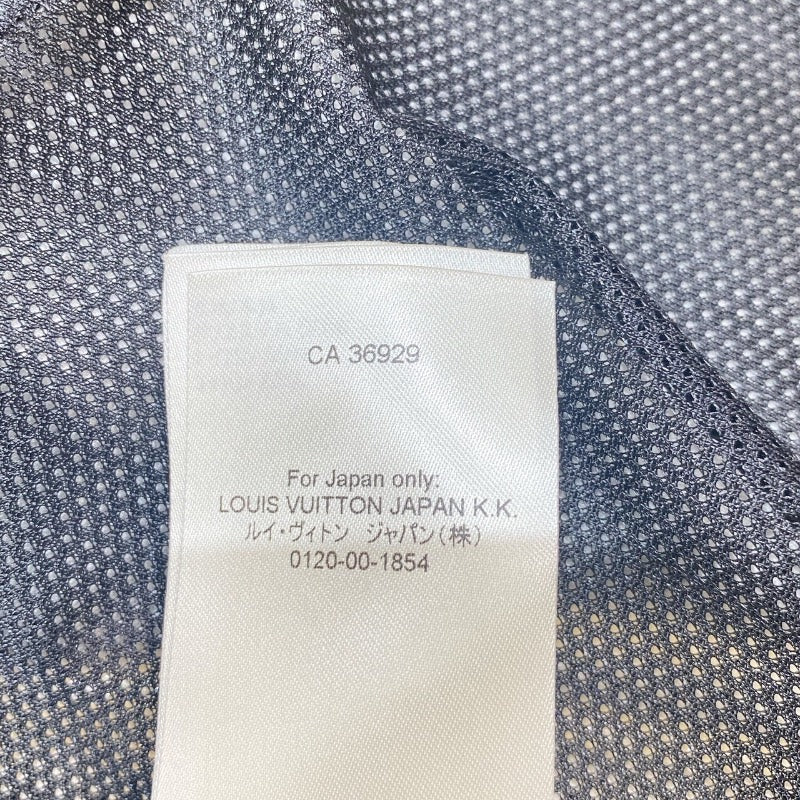 CA 36929
For Japan only:
LOUIS VUITTON JAPAN K.K.
ルイ・ヴィトン ジャパン(株)
0120-00-1854